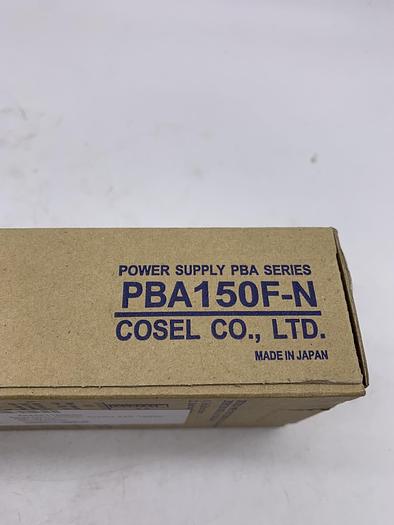 POWER SUPPLY PBA SERIES
PBA150F-N
COSEL CO., LTD.
MADE IN JAPAN